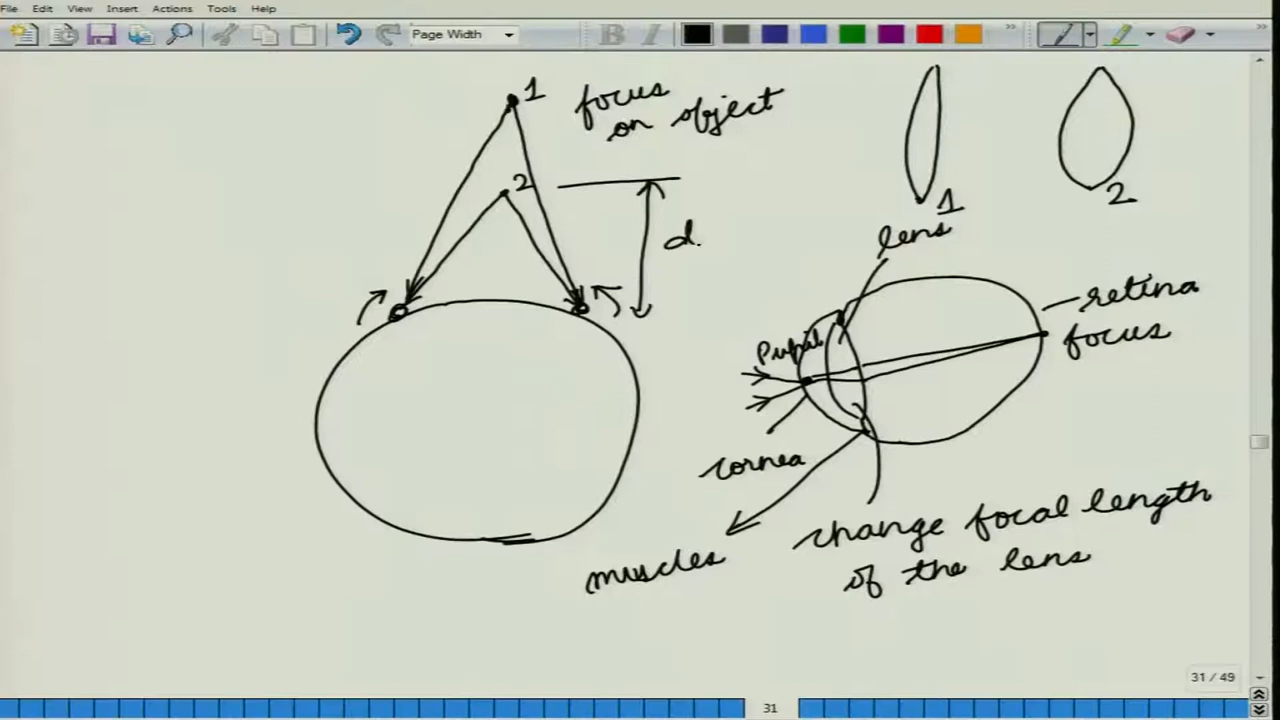 File Edit View Insert Actions Tools Help
Page Width
B I
1
focus
on object
2
d.
1
2
lens
retina
focus
Pupil
cornea
muscles
change focal length
of the lens
31 / 49
31